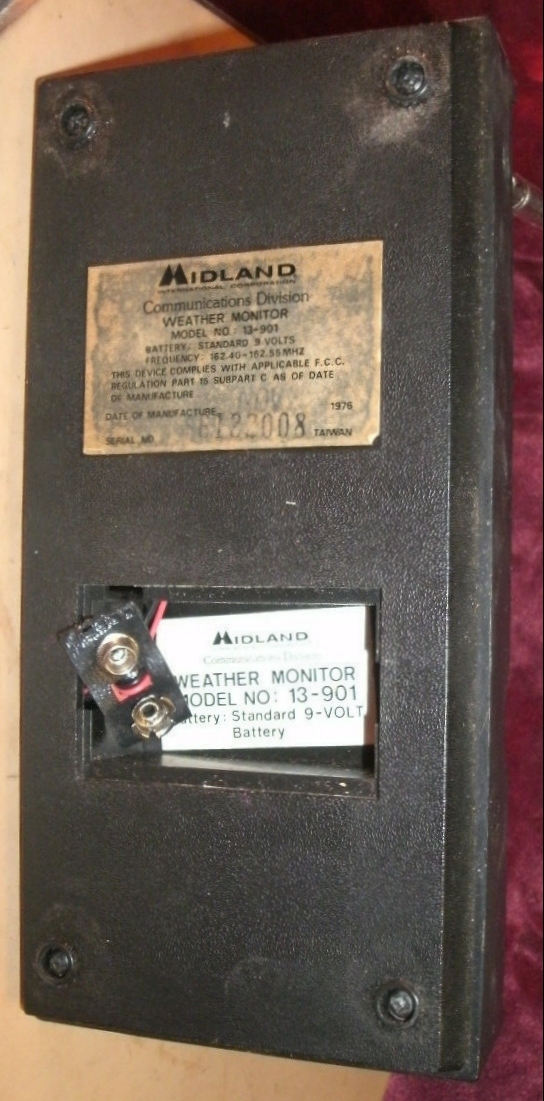 MIDLAND
INTERNATIONAL CORPORATION
Communications Division
WEATHER MONITOR
MODEL NO.: 13-901
BATTERY: STANDARD 9 VOLTS
FREQUENCY: 162.40-162.55MHZ
THIS DEVICE COMPLIES WITH APPLICABLE F.C.C.
REGULATION PART 15 SUBPART C AS OF DATE
OF MANUFACTURE
DATE OF MANUFACTURE 1976
SERIAL NO. TAIWAN
MIDLAND
Communications Division
WEATHER MONITOR
MODEL NO: 13-901
ttery: Standard 9-VOLT
Battery